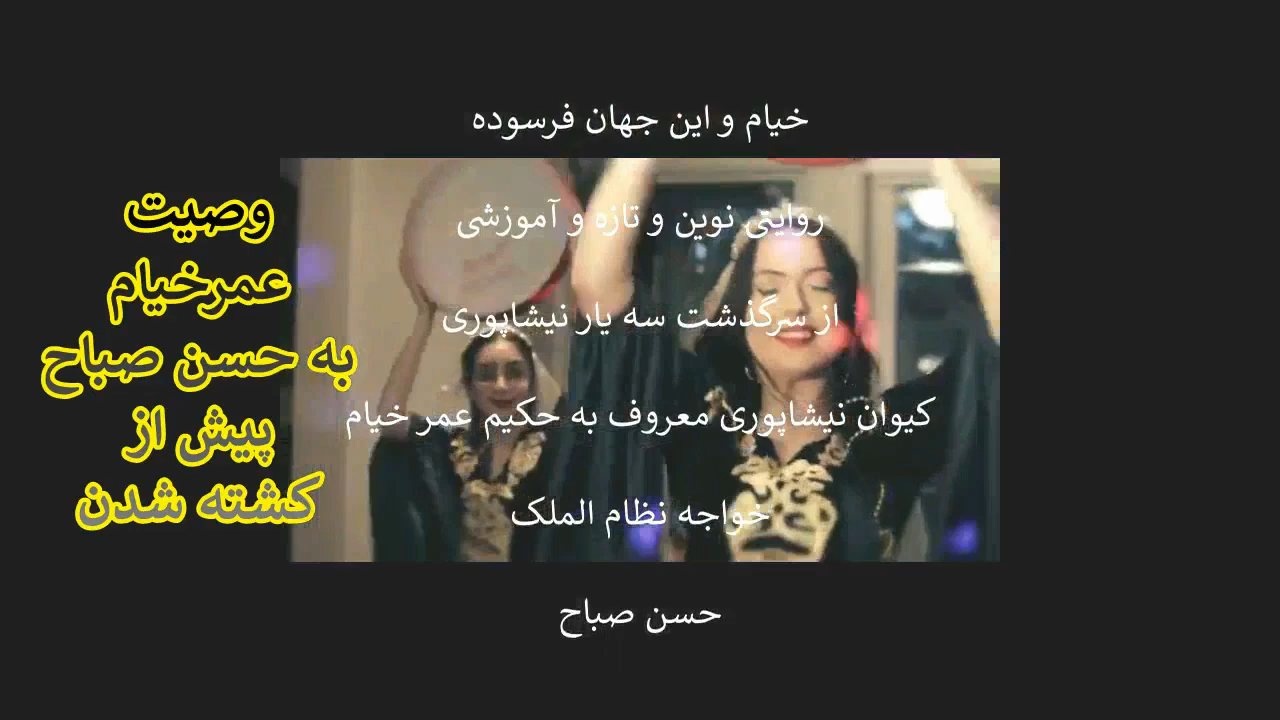 خیام و این جهان فرسوده
روایتی نوین و تازه و آموزشی
از سرگذشت سه یار نیشاپوری
کیوان نیشاپوری معروف به حکیم عمر خیام
خواجه نظام الملک
حسن صباح
وصیت
عمرخیام
به حسن صباح
پیش از
کشته شدن